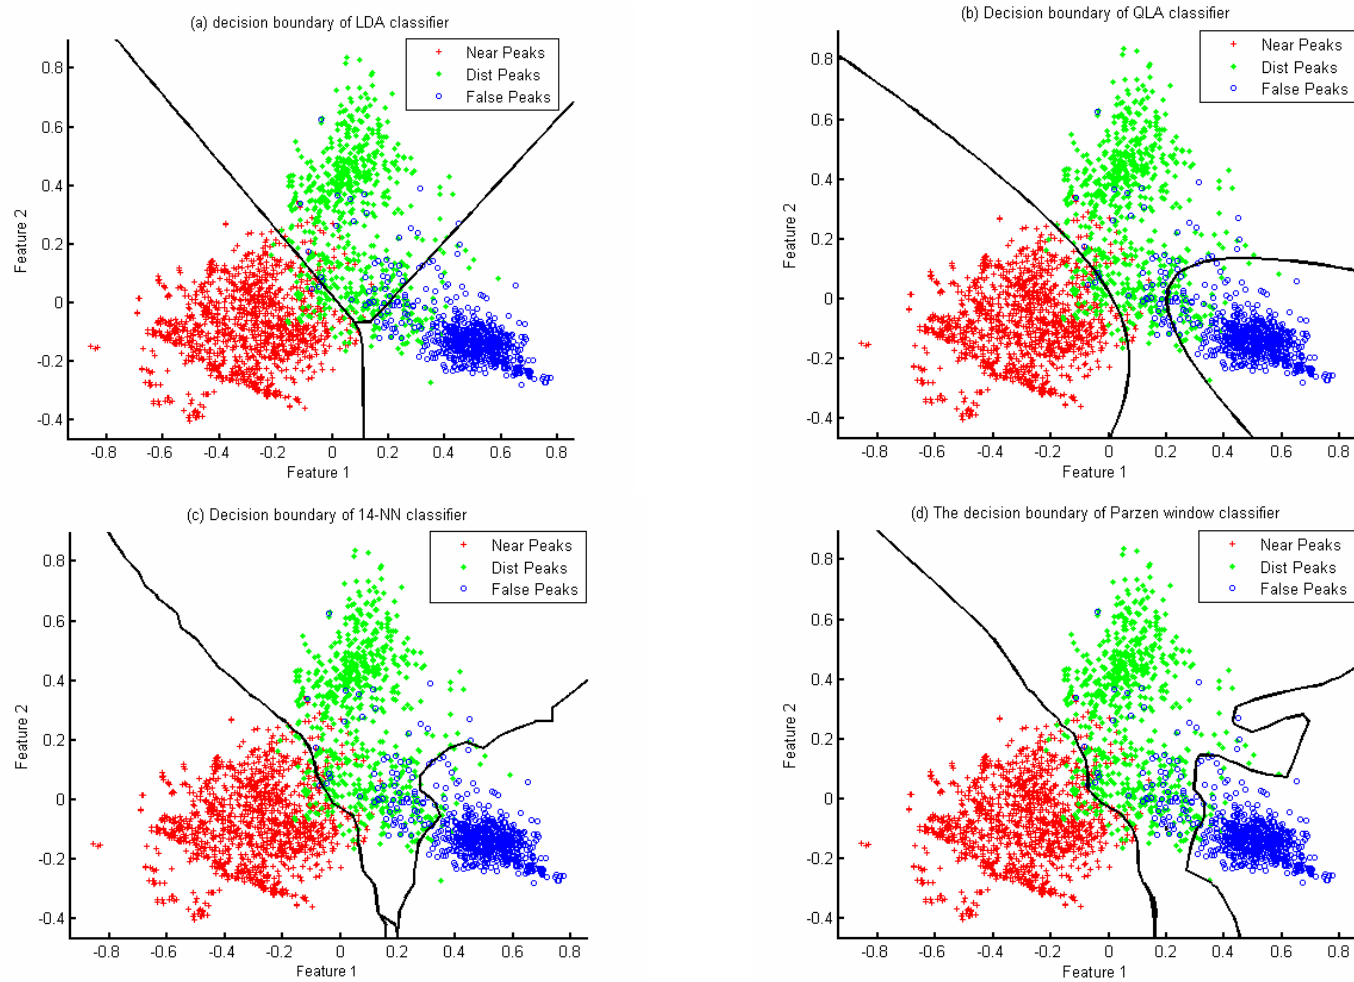 (a) decision boundary of LDA classifier
Near Peaks
Dist Peaks
False Peaks
0.8
0.6
0.4
0.2
0
-0.2
-0.4
Feature 2
-0.8 -0.6 -0.4 -0.2 0 0.2 0.4 0.6 0.8
Feature 1
(b) Decision boundary of QLA classifier
Near Peaks
Dist Peaks
False Peaks
0.8
0.6
0.4
0.2
0
-0.2
-0.4
Feature 2
-0.8 -0.6 -0.4 -0.2 0 0.2 0.4 0.6 0.8
Feature 1
(c) Decision boundary of 14-NN classifier
Near Peaks
Dist Peaks
False Peaks
0.8
0.6
0.4
0.2
0
-0.2
-0.4
Feature 2
-0.8 -0.6 -0.4 -0.2 0 0.2 0.4 0.6 0.8
Feature 1
(d) The decision boundary of Parzen window classifier
Near Peaks
Dist Peaks
False Peaks
0.8
0.6
0.4
0.2
0
-0.2
-0.4
Feature 2
-0.8 -0.6 -0.4 -0.2 0 0.2 0.4 0.6 0.8
Feature 1